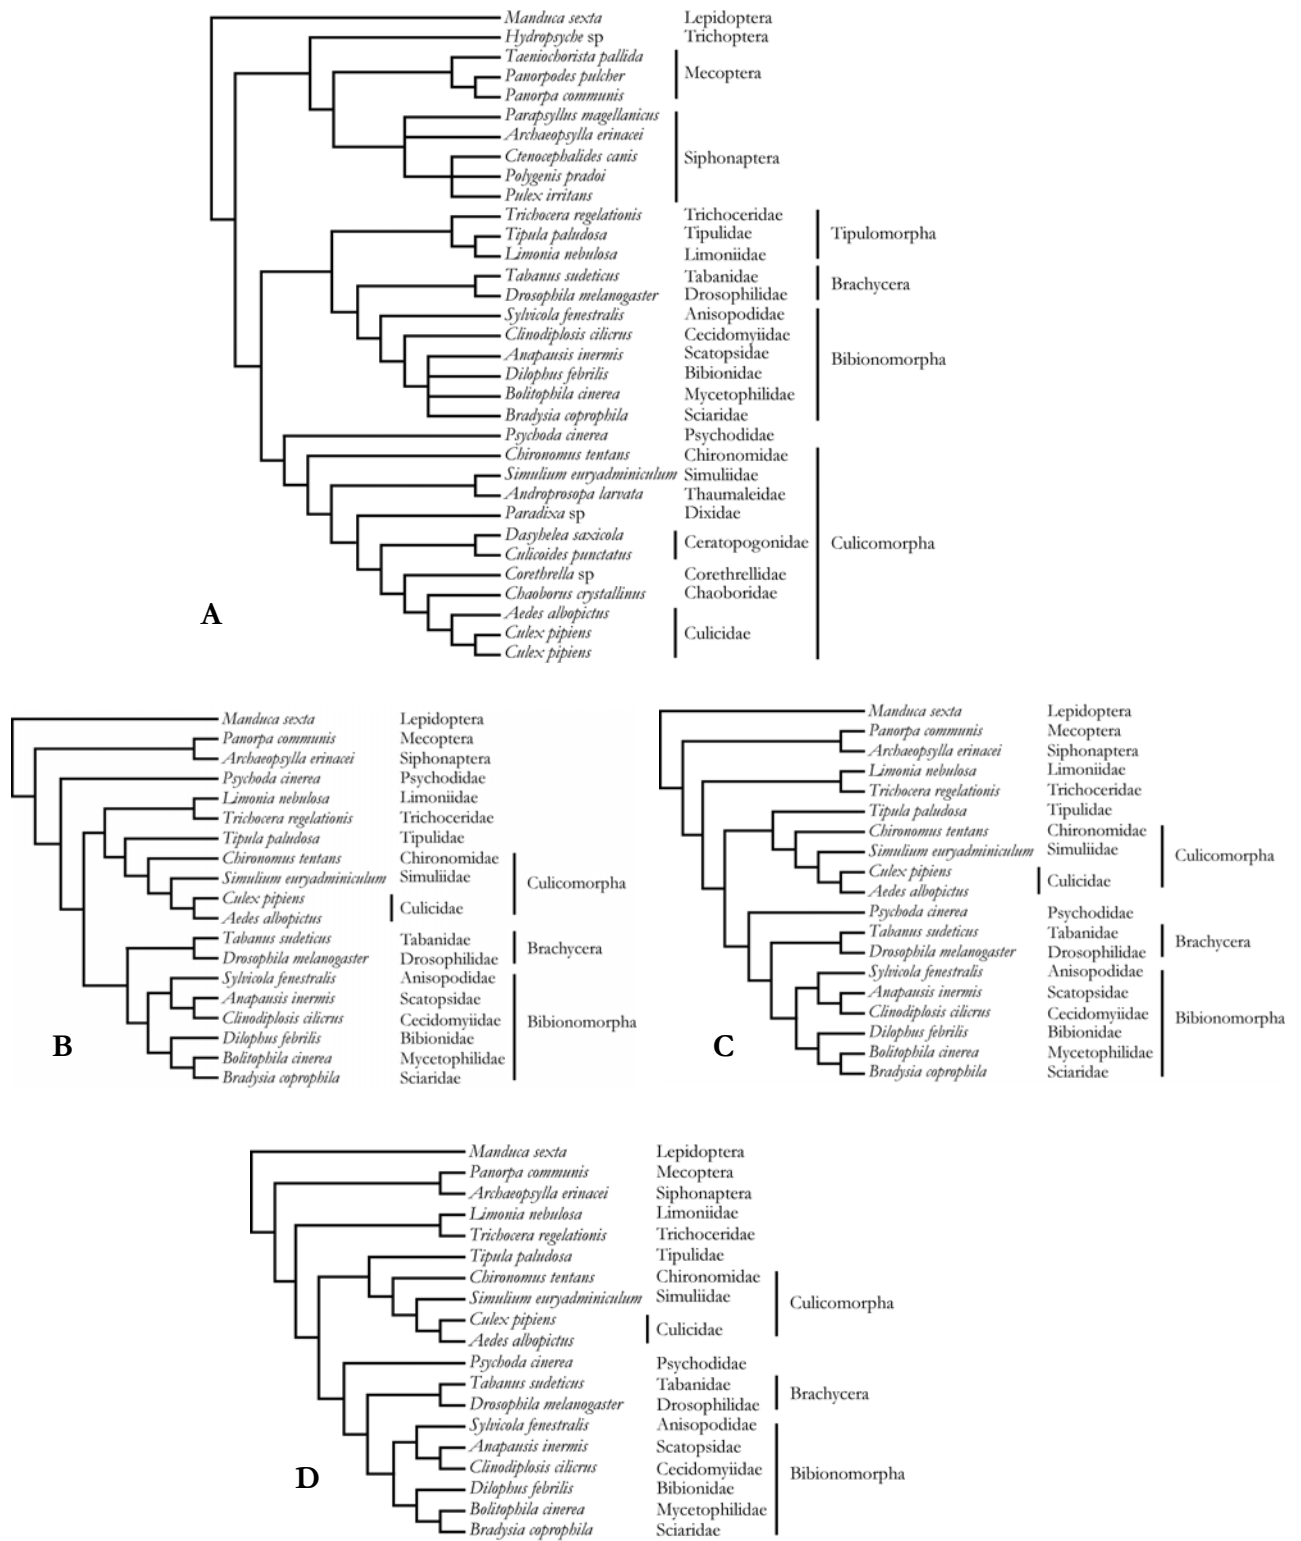 Manduca sexta Lepidoptera
Hydropsyche sp Trichoptera
Taeniochorista pallida
Panorpodes pulcher Mecoptera
Panorpa communis
Parapsyllus magellanicus
Archaeopsylla erinacei
Ctenocephalides canis Siphonaptera
Polygenis pradoi
Pulex irritans
Trichocera regelationis Trichoceridae
Tipula paludosa Tipulidae Tipulomorpha
Limonia nebulosa Limoniidae
Tabanus sudeticus Tabanidae Brachycera
Drosophila melanogaster Drosophilidae
Sylvicola fenestralis Anisopodidae
Clinodiplosis cilicrus Cecidomyiidae
Anapausis inermis Scatopsidae Bibionomorpha
Dilophus febrilis Bibionidae
Bolitophila cinerea Mycetophilidae
Bradysia coprophila Sciaridae
Psychoda cinerea Psychodidae
Chironomus tentans Chironomidae
Simulium euryadminiculum Simuliidae
Androprosopa larvata Thaumaleidae
Paradixa sp Dixidae
Dasyhelea saxicola Ceratopogonidae Culicomorpha
Culicoides punctatus
Corethrella sp Corethrellidae
Chaoborus crystallinus Chaoboridae
A
Aedes albopictus
Culex pipiens Culicidae
Culex pipiens
Manduca sexta Lepidoptera
Panorpa communis Mecoptera
Archaeopsylla erinacei Siphonaptera
Psychoda cinerea Psychodidae
Limonia nebulosa Limoniidae
Trichocera regelationis Trichoceridae
Tipula paludosa Tipulidae
Chironomus tentans Chironomidae
Simulium euryadminiculum Simuliidae Culicomorpha
Culex pipiens Culicidae
Aedes albopictus
Tabanus sudeticus Tabanidae Brachycera
Drosophila melanogaster Drosophilidae
Sylvicola fenestralis Anisopodidae
Anapausis inermis Scatopsidae
Clinodiplosis cilicrus Cecidomyiidae Bibionomorpha
Dilophus febrilis Bibionidae
B
Bolitophila cinerea Mycetophilidae
Bradysia coprophila Sciaridae
Manduca sexta Lepidoptera
Panorpa communis Mecoptera
Archaeopsylla erinacei Siphonaptera
Limonia nebulosa Limoniidae
Trichocera regelationis Trichoceridae
Tipula paludosa Tipulidae
Chironomus tentans Chironomidae
Simulium euryadminiculum Simuliidae Culicomorpha
Culex pipiens Culicidae
Aedes albopictus
Psychoda cinerea Psychodidae
Tabanus sudeticus Tabanidae Brachycera
Drosophila melanogaster Drosophilidae
Sylvicola fenestralis Anisopodidae
Anapausis inermis Scatopsidae
Clinodiplosis cilicrus Cecidomyiidae Bibionomorpha
Dilophus febrilis Bibionidae
C
Bolitophila cinerea Mycetophilidae
Bradysia coprophila Sciaridae
Manduca sexta Lepidoptera
Panorpa communis Mecoptera
Archaeopsylla erinacei Siphonaptera
Limonia nebulosa Limoniidae
Trichocera regelationis Trichoceridae
Tipula paludosa Tipulidae
Chironomus tentans Chironomidae
Simulium euryadminiculum Simuliidae Culicomorpha
Culex pipiens Culicidae
Aedes albopictus
Psychoda cinerea Psychodidae
Tabanus sudeticus Tabanidae Brachycera
Drosophila melanogaster Drosophilidae
Sylvicola fenestralis Anisopodidae
Anapausis inermis Scatopsidae
Clinodiplosis cilicrus Cecidomyiidae Bibionomorpha
D
Dilophus febrilis Bibionidae
Bolitophila cinerea Mycetophilidae
Bradysia coprophila Sciaridae